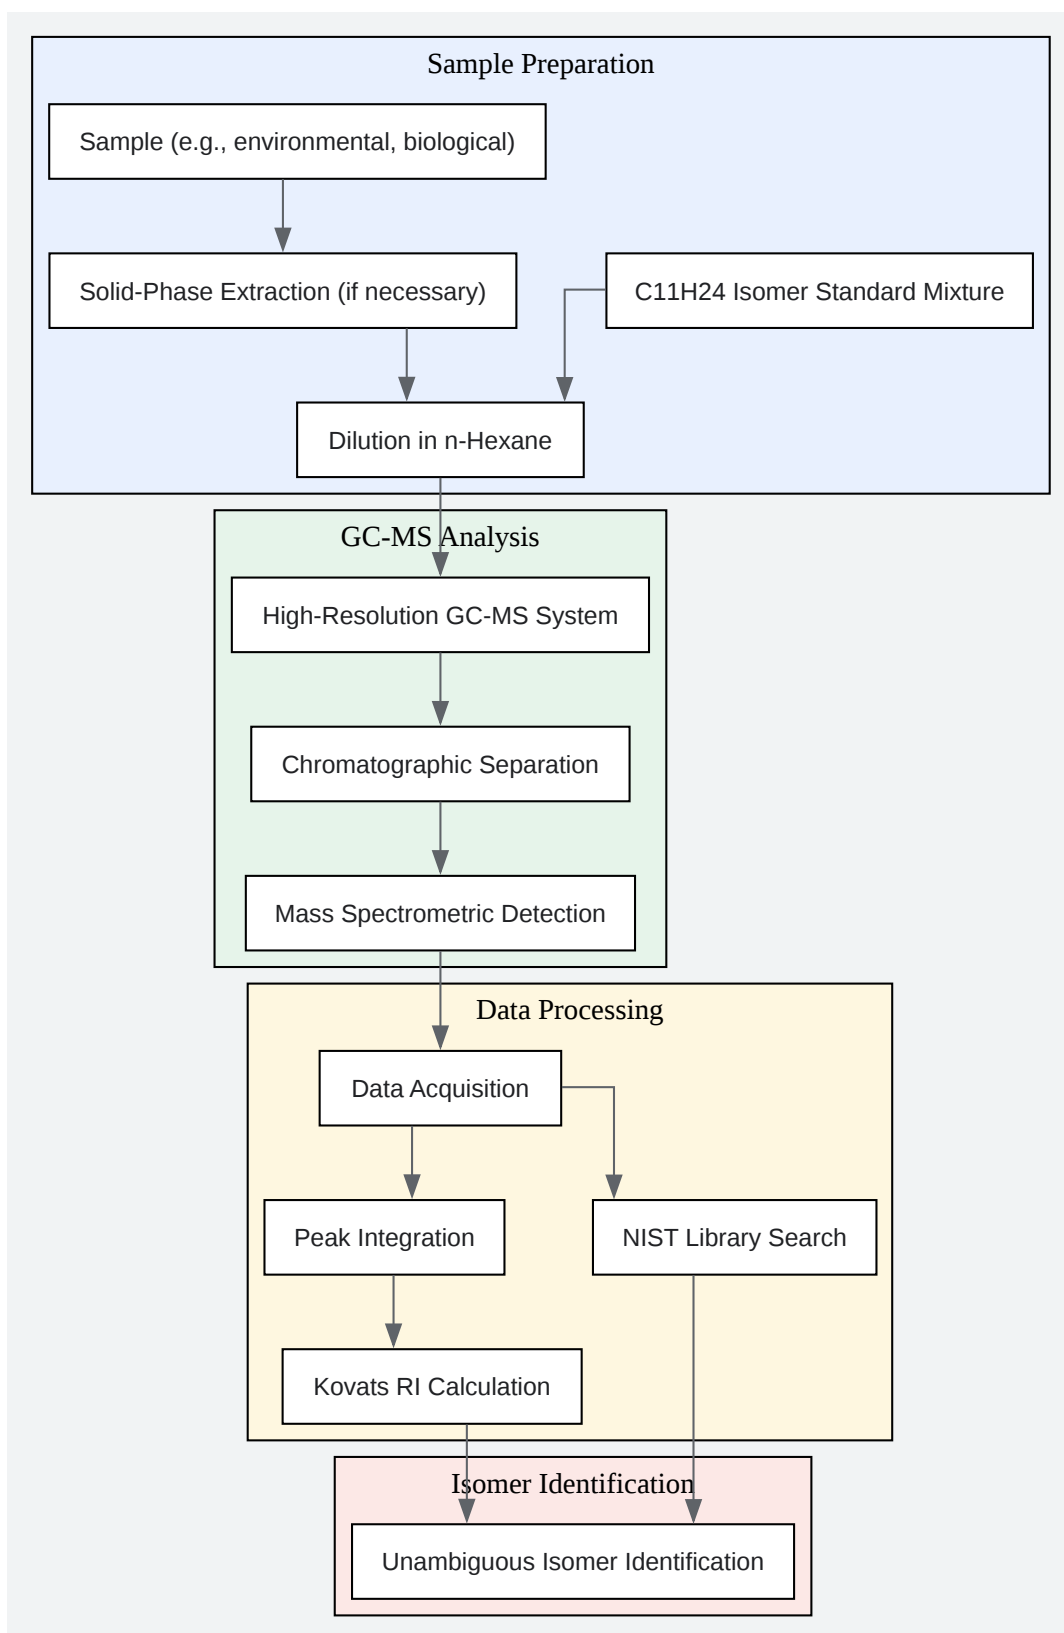 Sample Preparation
Sample (e.g., environmental, biological)
Solid-Phase Extraction (if necessary)
C11H24 Isomer Standard Mixture
Dilution in n-Hexane
GC-MS Analysis
High-Resolution GC-MS System
Chromatographic Separation
Mass Spectrometric Detection
Data Processing
Data Acquisition
Peak Integration
NIST Library Search
Kovats RI Calculation
Isomer Identification
Unambiguous Isomer Identification